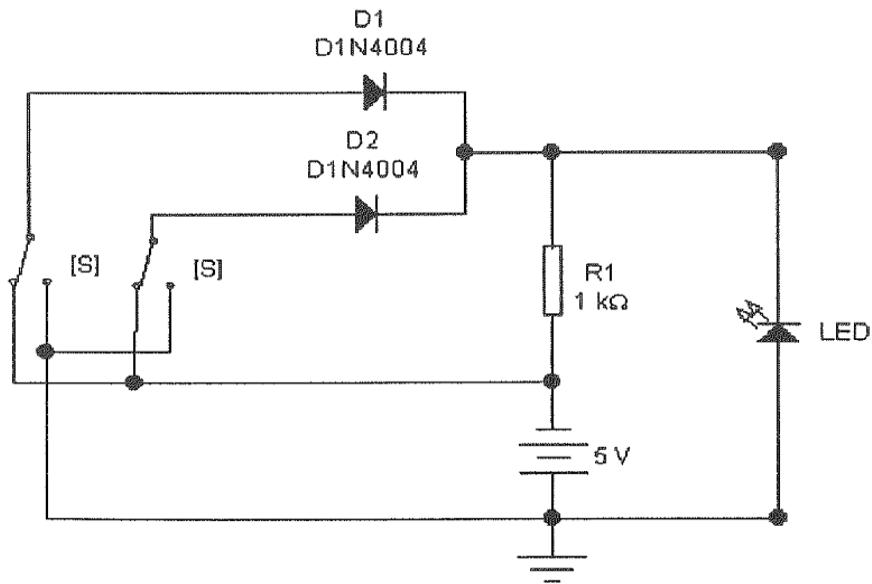 D1
D1N4004
D2
D1N4004
[S]
[S]
R1
1 kΩ
LED
5 V